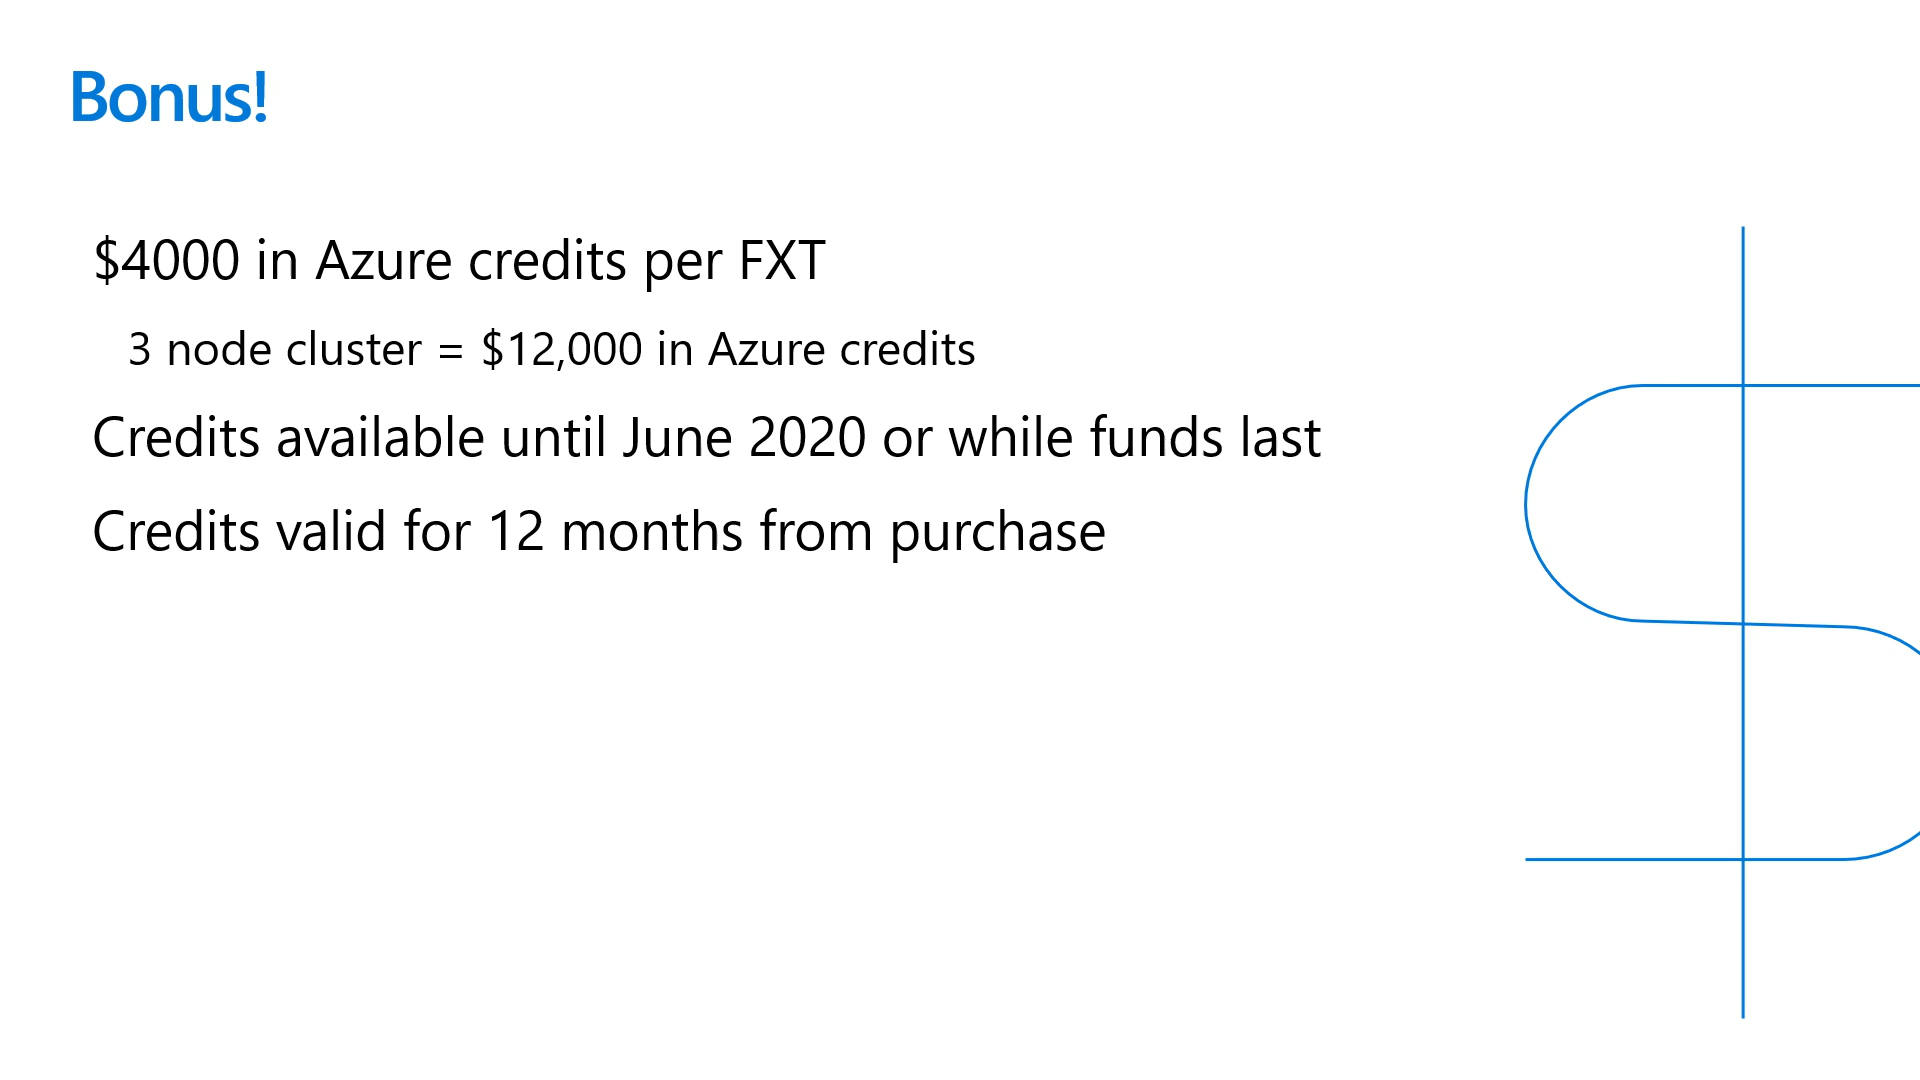 Bonus!
$4000 in Azure credits per FXT
3 node cluster = $12,000 in Azure credits
Credits available until June 2020 or while funds last
Credits valid for 12 months from purchase